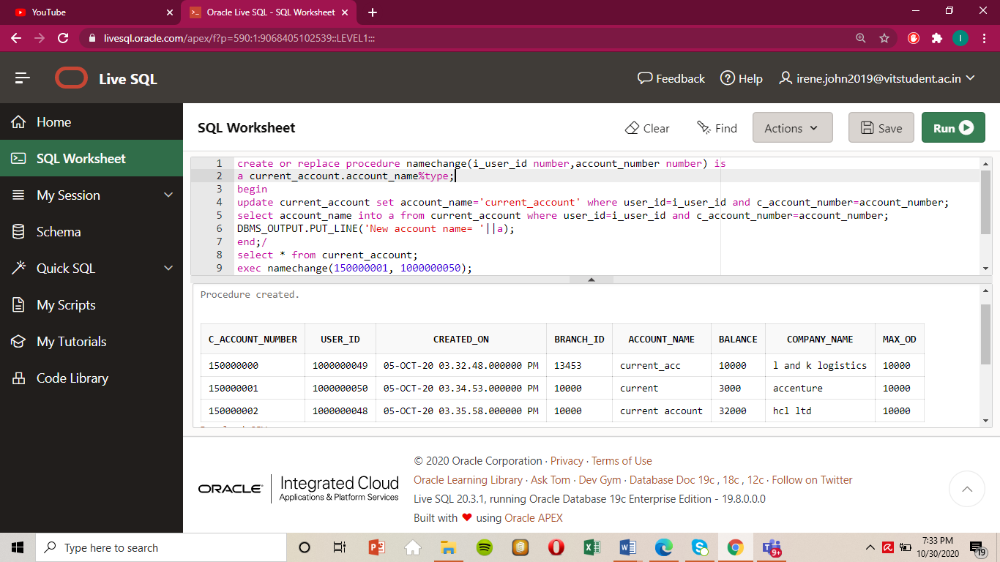 YouTube
Oracle Live SQL - SQL Worksheet
livesql.oracle.com/apex/f?p=590:1:9068405102539::LEVEL1:::
I
Live SQL
Feedback
Help
irene.john2019@vitstudent.ac.in
Home
SQL Worksheet
My Session
Schema
Quick SQL
My Scripts
My Tutorials
Code Library
SQL Worksheet
Clear
Find
Actions
Save
Run
1 create or replace procedure namechange(i_user_id number,account_number number) is
2 a current_account.account_name%type;
3 begin
4 update current_account set account_name='current_account' where user_id=i_user_id and c_account_number=account_number;
5 select account_name into a from current_account where user_id=i_user_id and c_account_number=account_number;
6 DBMS_OUTPUT.PUT_LINE('New account name= '||a);
7 end;/
8 select * from current_account;
9 exec namechange(150000001, 1000000050);
Procedure created.
C_ACCOUNT_NUMBER USER_ID CREATED_ON BRANCH_ID ACCOUNT_NAME BALANCE COMPANY_NAME MAX_OD
150000000 1000000049 05-OCT-20 03.32.48.000000 PM 13453 current_acc 10000 l and k logistics 10000
150000001 1000000050 05-OCT-20 03.34.53.000000 PM 10000 current 3000 accenture 10000
150000002 1000000048 05-OCT-20 03.35.58.000000 PM 10000 current account 32000 hcl ltd 10000
ORACLE
Integrated Cloud
Applications & Platform Services
© 2020 Oracle Corporation · Privacy · Terms of Use
Oracle Learning Library · Ask Tom · Dev Gym · Database Doc 19c , 18c , 12c · Follow on Twitter
Live SQL 20.3.1, running Oracle Database 19c Enterprise Edition - 19.8.0.0.0
Built with ❤ using Oracle APEX
Type here to search
9+
7:33 PM
10/30/2020
19